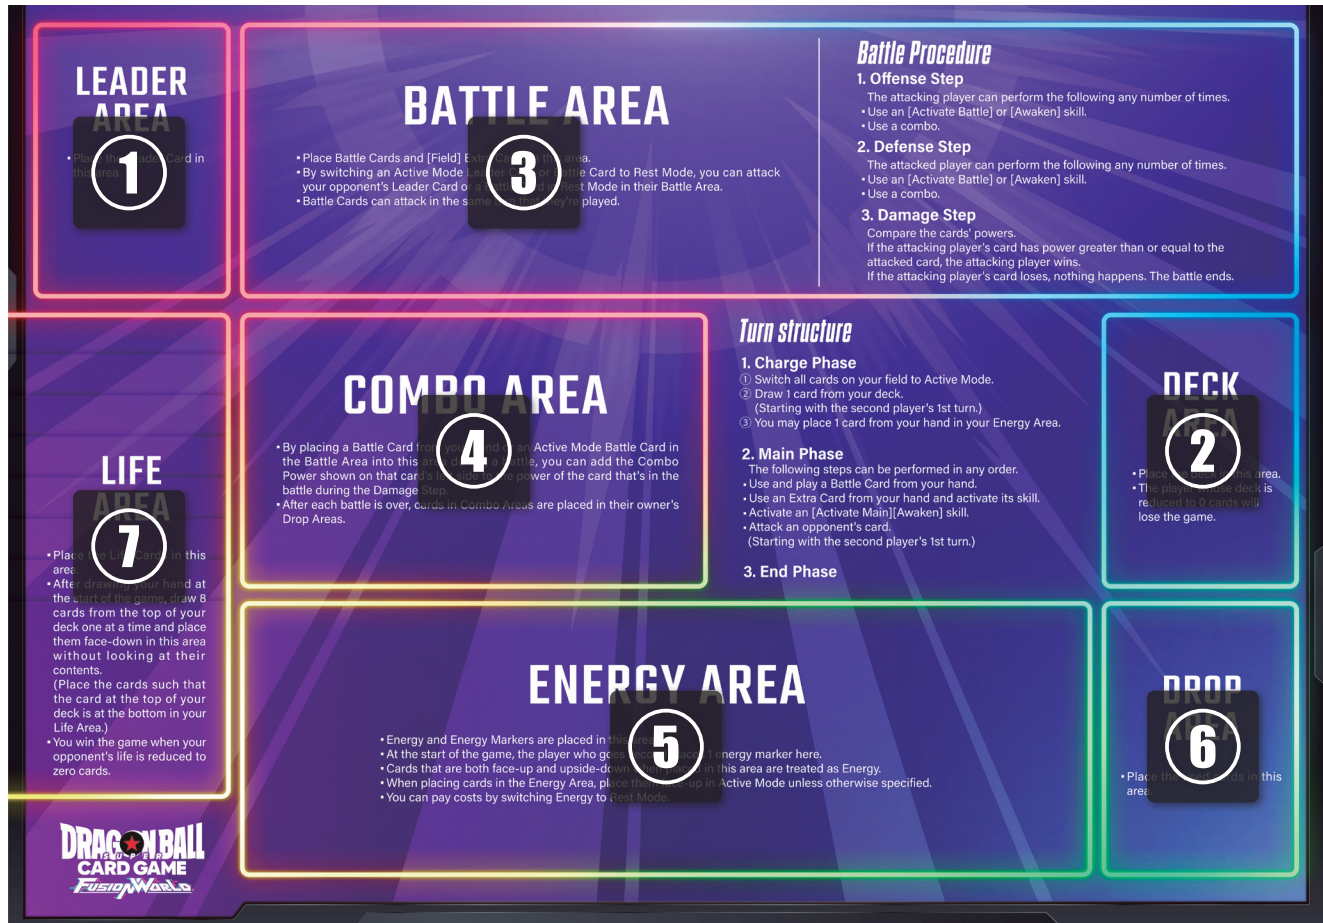 LEADER
AREA
1
• Place the Leader Card in
this area.
BATTLE AREA
3
• Place Battle Cards and [Field] Extra Cards in this area.
• By switching an Active Mode Leader Card or Battle Card to Rest Mode, you can attack
your opponent's Leader Card or a Battle Card in Rest Mode in their Battle Area.
• Battle Cards can attack in the same turn that they're played.
Battle Procedure
1. Offense Step
The attacking player can perform the following any number of times.
• Use an [Activate Battle] or [Awaken] skill.
• Use a combo.
2. Defense Step
The attacked player can perform the following any number of times.
• Use an [Activate Battle] or [Awaken] skill.
• Use a combo.
3. Damage Step
Compare the cards' powers.
If the attacking player's card has power greater than or equal to the
attacked card, the attacking player wins.
If the attacking player's card loses, nothing happens. The battle ends.
COMBO AREA
4
• By placing a Battle Card from your hand or an Active Mode Battle Card in
the Battle Area into this area during a battle, you can add the Combo
Power shown on that card's left side to the power of the card that's in the
battle during the Damage Step.
• After each battle is over, cards in Combo Areas are placed in their owner's
Drop Areas.
Turn structure
1. Charge Phase
① Switch all cards on your field to Active Mode.
② Draw 1 card from your deck.
(Starting with the second player's 1st turn.)
③ You may place 1 card from your hand in your Energy Area.
2. Main Phase
The following steps can be performed in any order.
• Use and play a Battle Card from your hand.
• Use an Extra Card from your hand and activate its skill.
• Activate an [Activate Main][Awaken] skill.
• Attack an opponent's card.
(Starting with the second player's 1st turn.)
3. End Phase
DECK
AREA
2
• Place the deck in this area.
• The player whose deck is
reduced to 0 cards will
lose the game.
LIFE
AREA
7
• Place the Life Cards in this
area.
• After drawing your hand at
the start of the game, draw 8
cards from the top of your
deck one at a time and place
them face-down in this area
without looking at their
contents.
(Place the cards such that
the card at the top of your
deck is at the bottom in your
Life Area.)
• You win the game when your
opponent's life is reduced to
zero cards.
ENERGY AREA
5
• Energy and Energy Markers are placed in this area.
• At the start of the game, the player who goes second places 1 energy marker here.
• Cards that are both face-up and upside-down when placed in this area are treated as Energy.
• When placing cards in the Energy Area, place them face-up in Active Mode unless otherwise specified.
• You can pay costs by switching Energy to Rest Mode.
DROP
AREA
6
• Place the used cards in this
area.
DRAGON BALL
SUPER
CARD GAME
FUSION WORLD